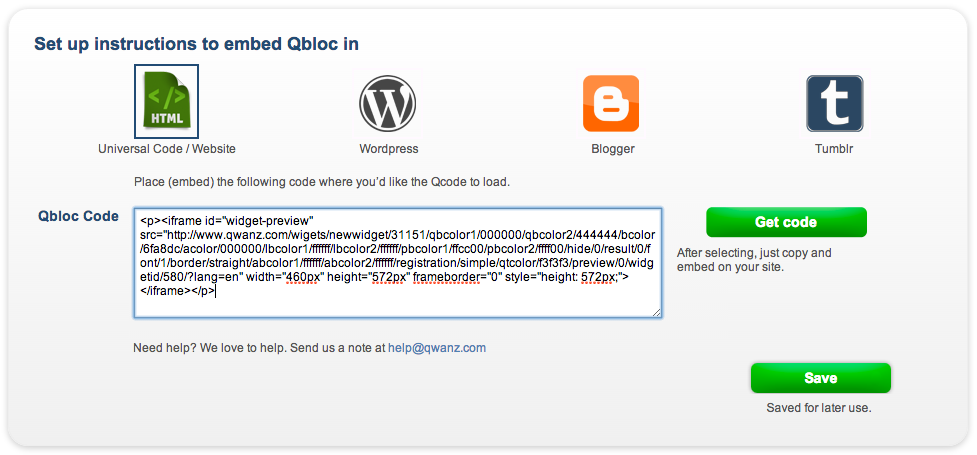 Set up instructions to embed Qbloc in
</>
HTML
Universal Code / Website
Wordpress
Blogger
Tumblr
Place (embed) the following code where you'd like the Qcode to load.
Qbloc Code
<p><iframe id="widget-preview"
src="http://www.qwanz.com/wigets/newwidget/31151/qbcolor1/000000/qbcolor2/444444/bcolor
/6fa8dc/acolor/000000/lbcolor1/ffffff/lbcolor2/ffffff/pbcolor1/ffcc00/pbcolor2/ffff00/hide/0/result/0/f
ont/1/border/straight/abcolor1/ffffff/abcolor2/ffffff/registration/simple/qtcolor/f3f3f3/preview/0/widg
etid/580/?lang=en" width="460px" height="572px" frameborder="0" style="height: 572px;">
</iframe></p>
Get code
After selecting, just copy and
embed on your site.
Need help? We love to help. Send us a note at help@qwanz.com
Save
Saved for later use.